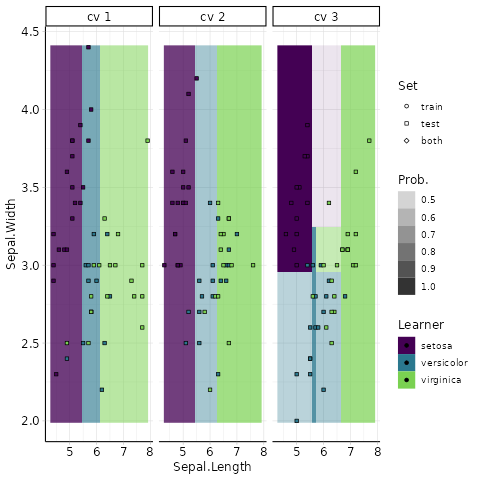 cv 1 cv 2 cv 3
4.5
4.0
3.5
3.0
2.5
2.0
Sepal.Width
5 6 7 8 5 6 7 8 5 6 7 8
Sepal.Length
Set
train
test
both
Prob.
0.5
0.6
0.7
0.8
0.9
1.0
Learner
setosa
versicolor
virginica